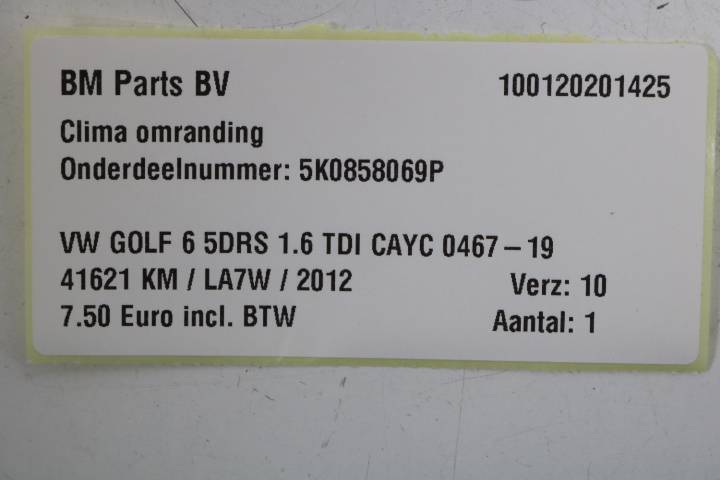 BM Parts BV 100120201425
Clima omranding
Onderdeelnummer: 5K0858069P
VW GOLF 6 5DRS 1.6 TDI CAYC 0467-19
41621 KM / LA7W / 2012 Verz: 10
7.50 Euro incl. BTW Aantal: 1